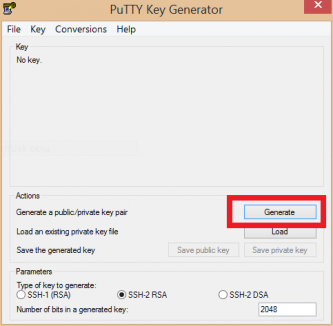 PuTTY Key Generator
File Key Conversions Help
Key
No key.
Actions
Generate a public/private key pair Generate
Load an existing private key file Load
Save the generated key Save public key Save private key
Parameters
Type of key to generate:
SSH-1 (RSA) SSH-2 RSA SSH-2 DSA
Number of bits in a generated key: 2048